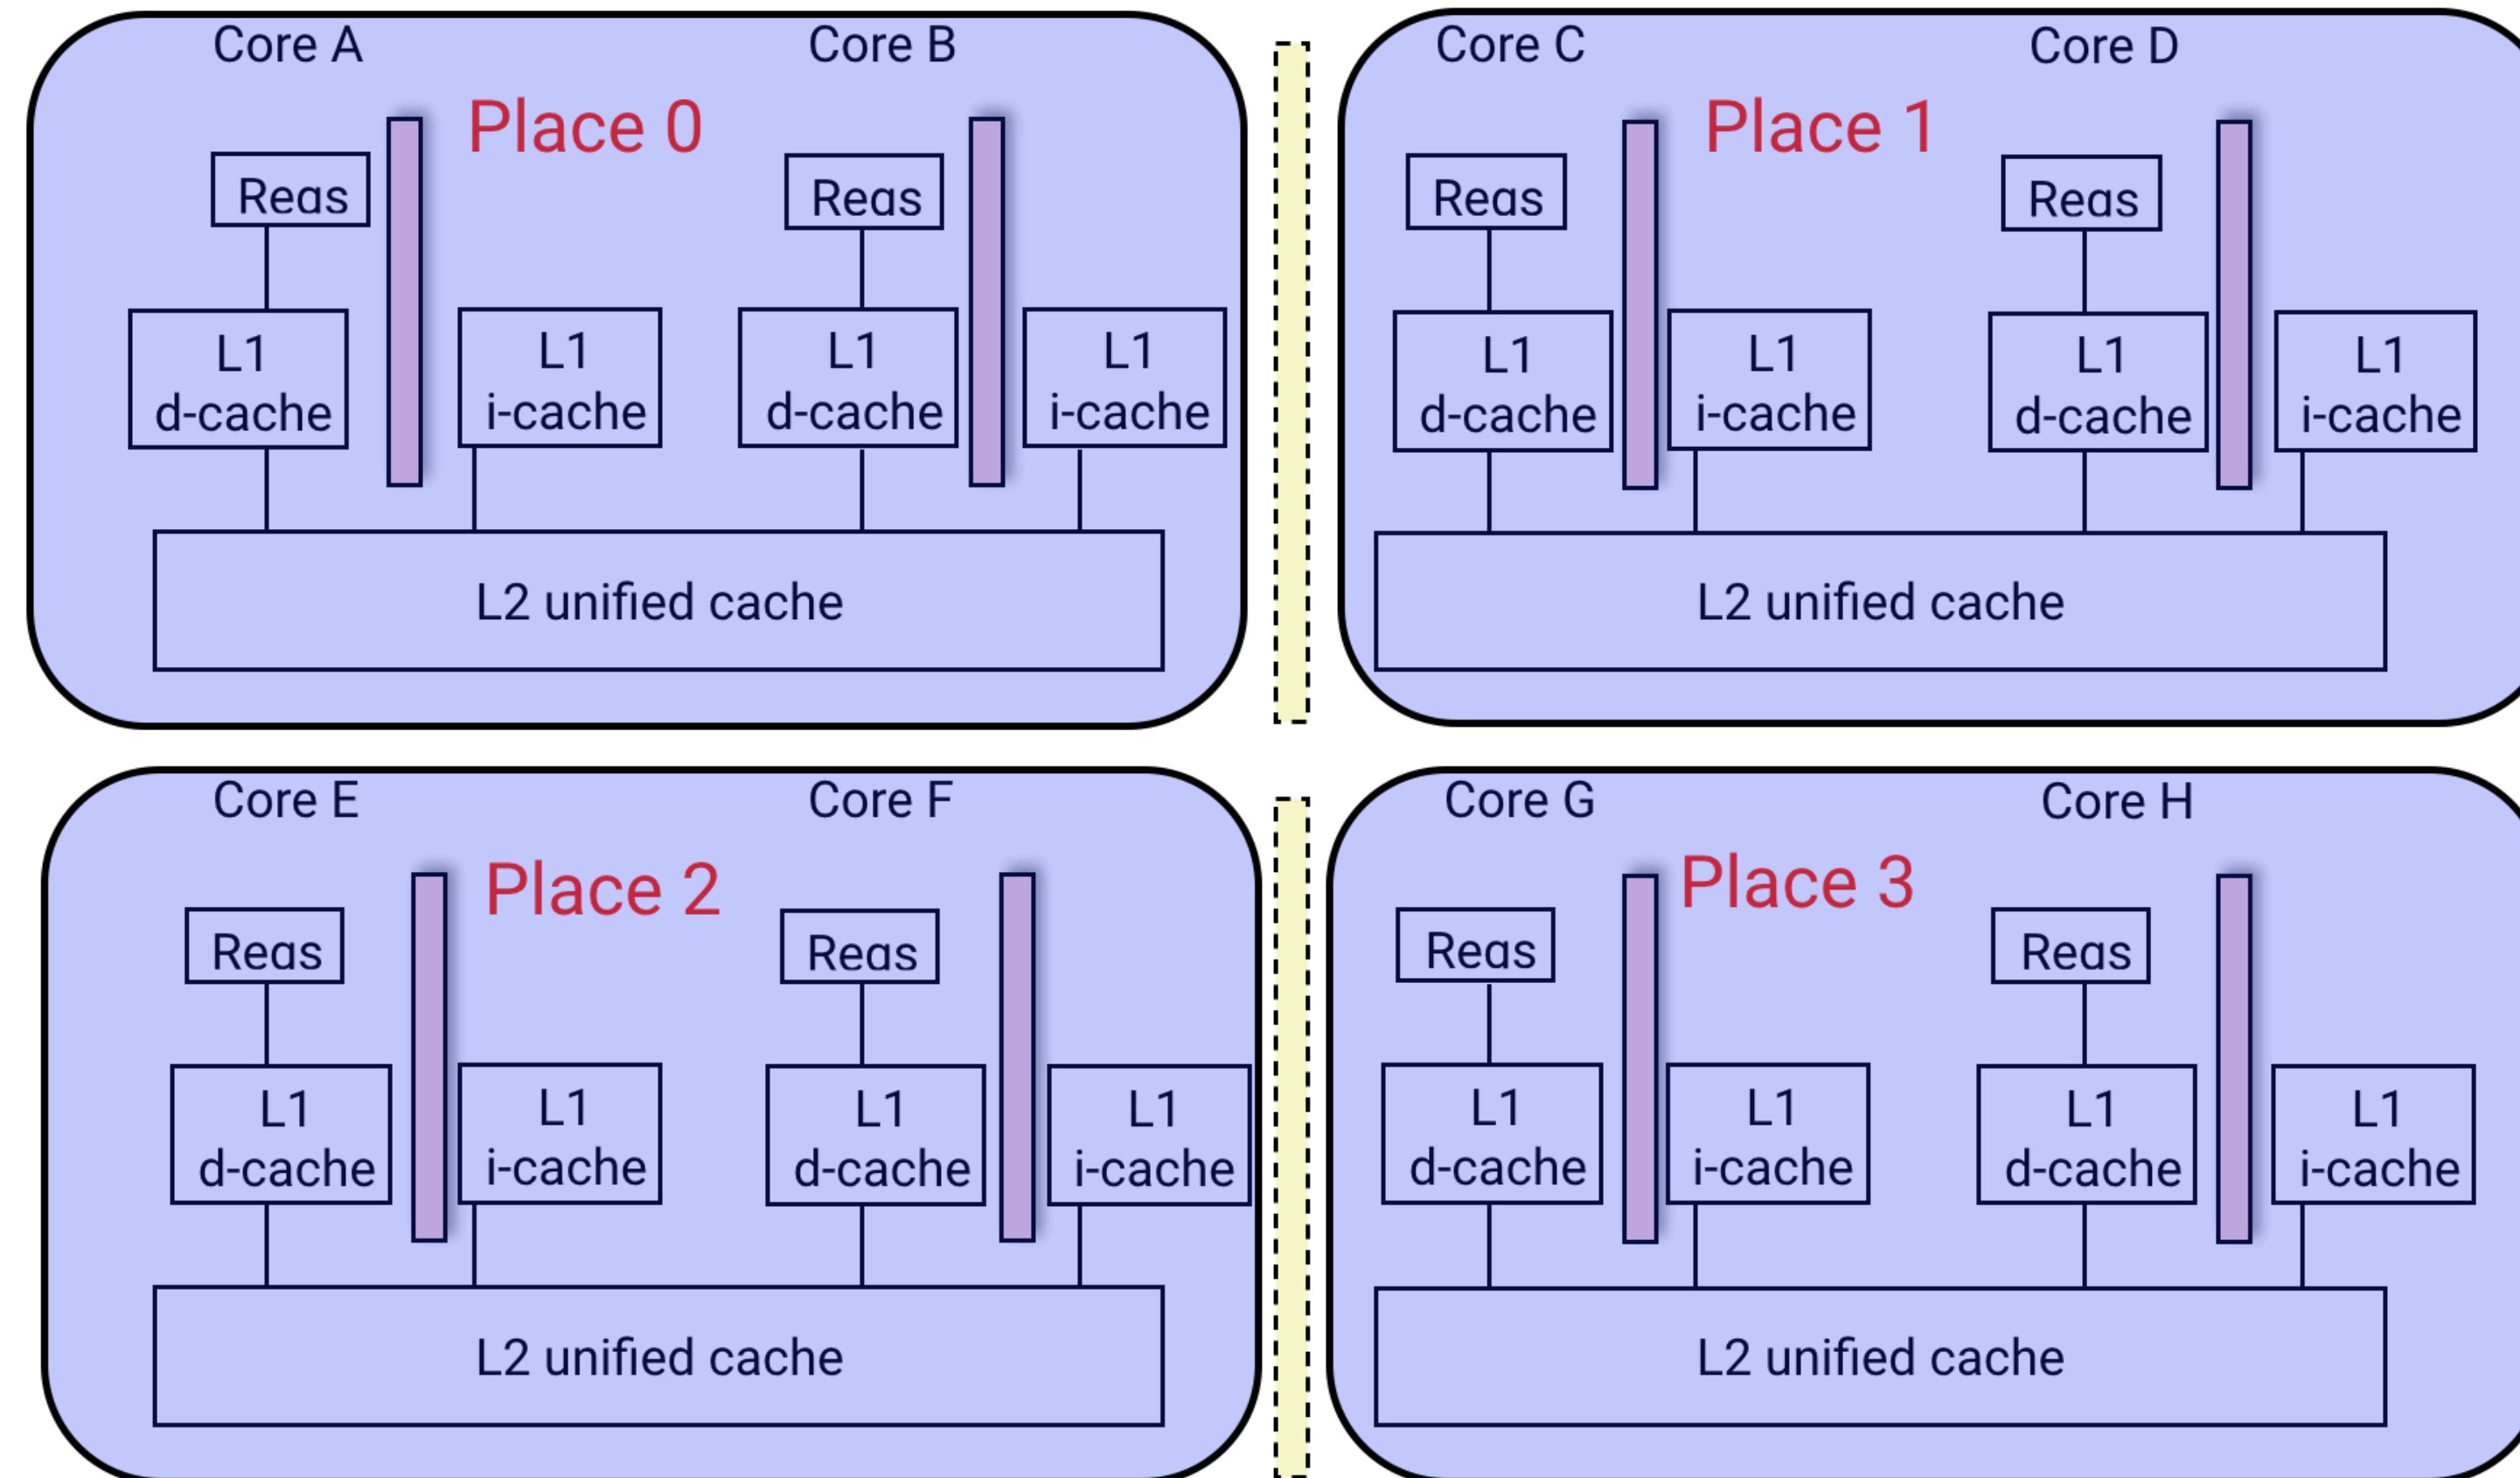 Core A
Core B
Core C
Core D
Place 0
Place 1
Regs
Regs
Regs
Regs
L1
d-cache
L1
i-cache
L1
d-cache
L1
i-cache
L1
d-cache
L1
i-cache
L1
d-cache
L1
i-cache
L2 unified cache
L2 unified cache
Core E
Core F
Core G
Core H
Place 2
Place 3
Regs
Regs
Regs
Regs
L1
d-cache
L1
i-cache
L1
d-cache
L1
i-cache
L1
d-cache
L1
i-cache
L1
d-cache
L1
i-cache
L2 unified cache
L2 unified cache